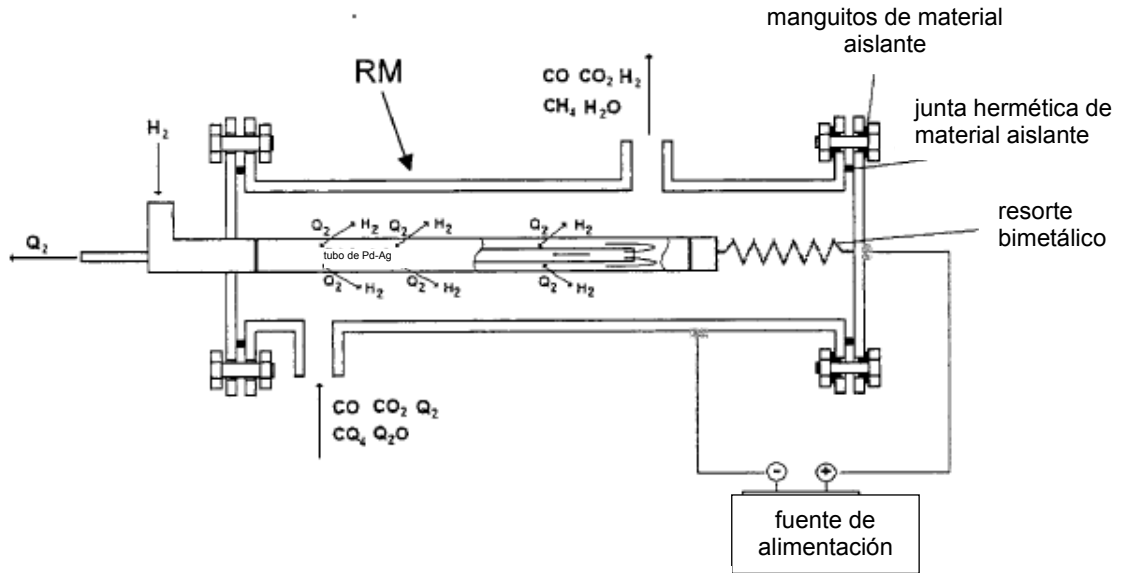 manguitos de material
aislante
RM
CO CO₂ H₂
CH₄ H₂O
junta hermética de
material aislante
H₂
resorte
bimetálico
Q₂
Q₂ H₂ Q₂ H₂ Q₂ H₂
tubo de Pd-Ag
Q₂ H₂ Q₂ H₂ Q₂ H₂
CO CO₂ Q₂
CQ₄ Q₂O
- +
fuente de
alimentación